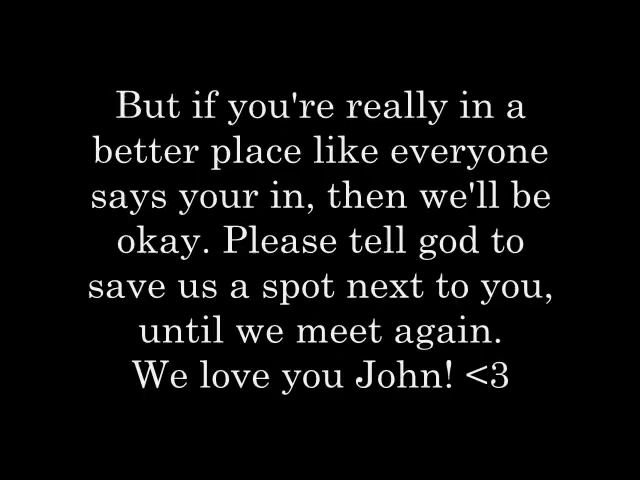 But if you're really in a
better place like everyone
says your in, then we'll be
okay. Please tell god to
save us a spot next to you,
until we meet again.
We love you John! <3